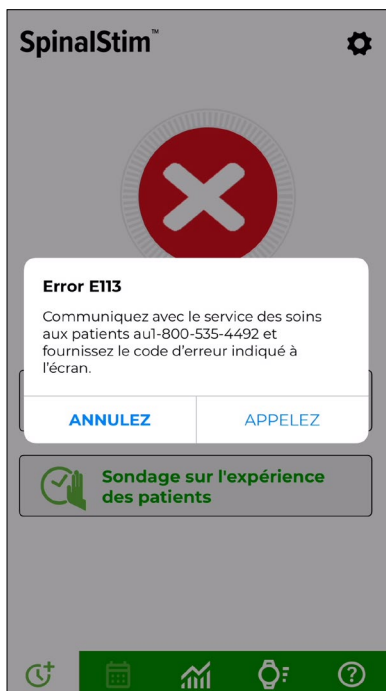 SpinalStim™
Error E113
Communiquez avec le service des soins
aux patients au1-800-
535-4492 et
fournissez le code d'erreur indiqué à
l'écran.
ANNULEZ
APPELEZ
Sondage sur l'expérience
des patients